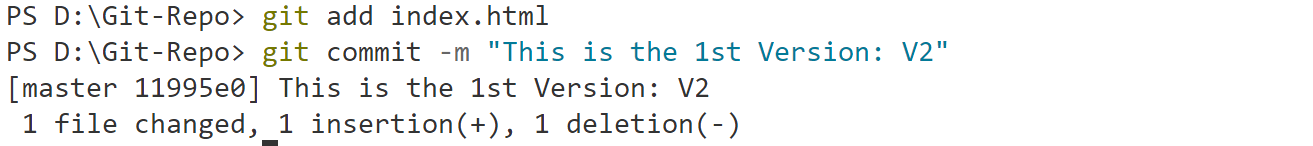 PS D:\Git-Repo> git add index.html
PS D:\Git-Repo> git commit -m "This is the 1st Version: V2"
[master 11995e0] This is the 1st Version: V2
 1 file changed, 1 insertion(+), 1 deletion(-)